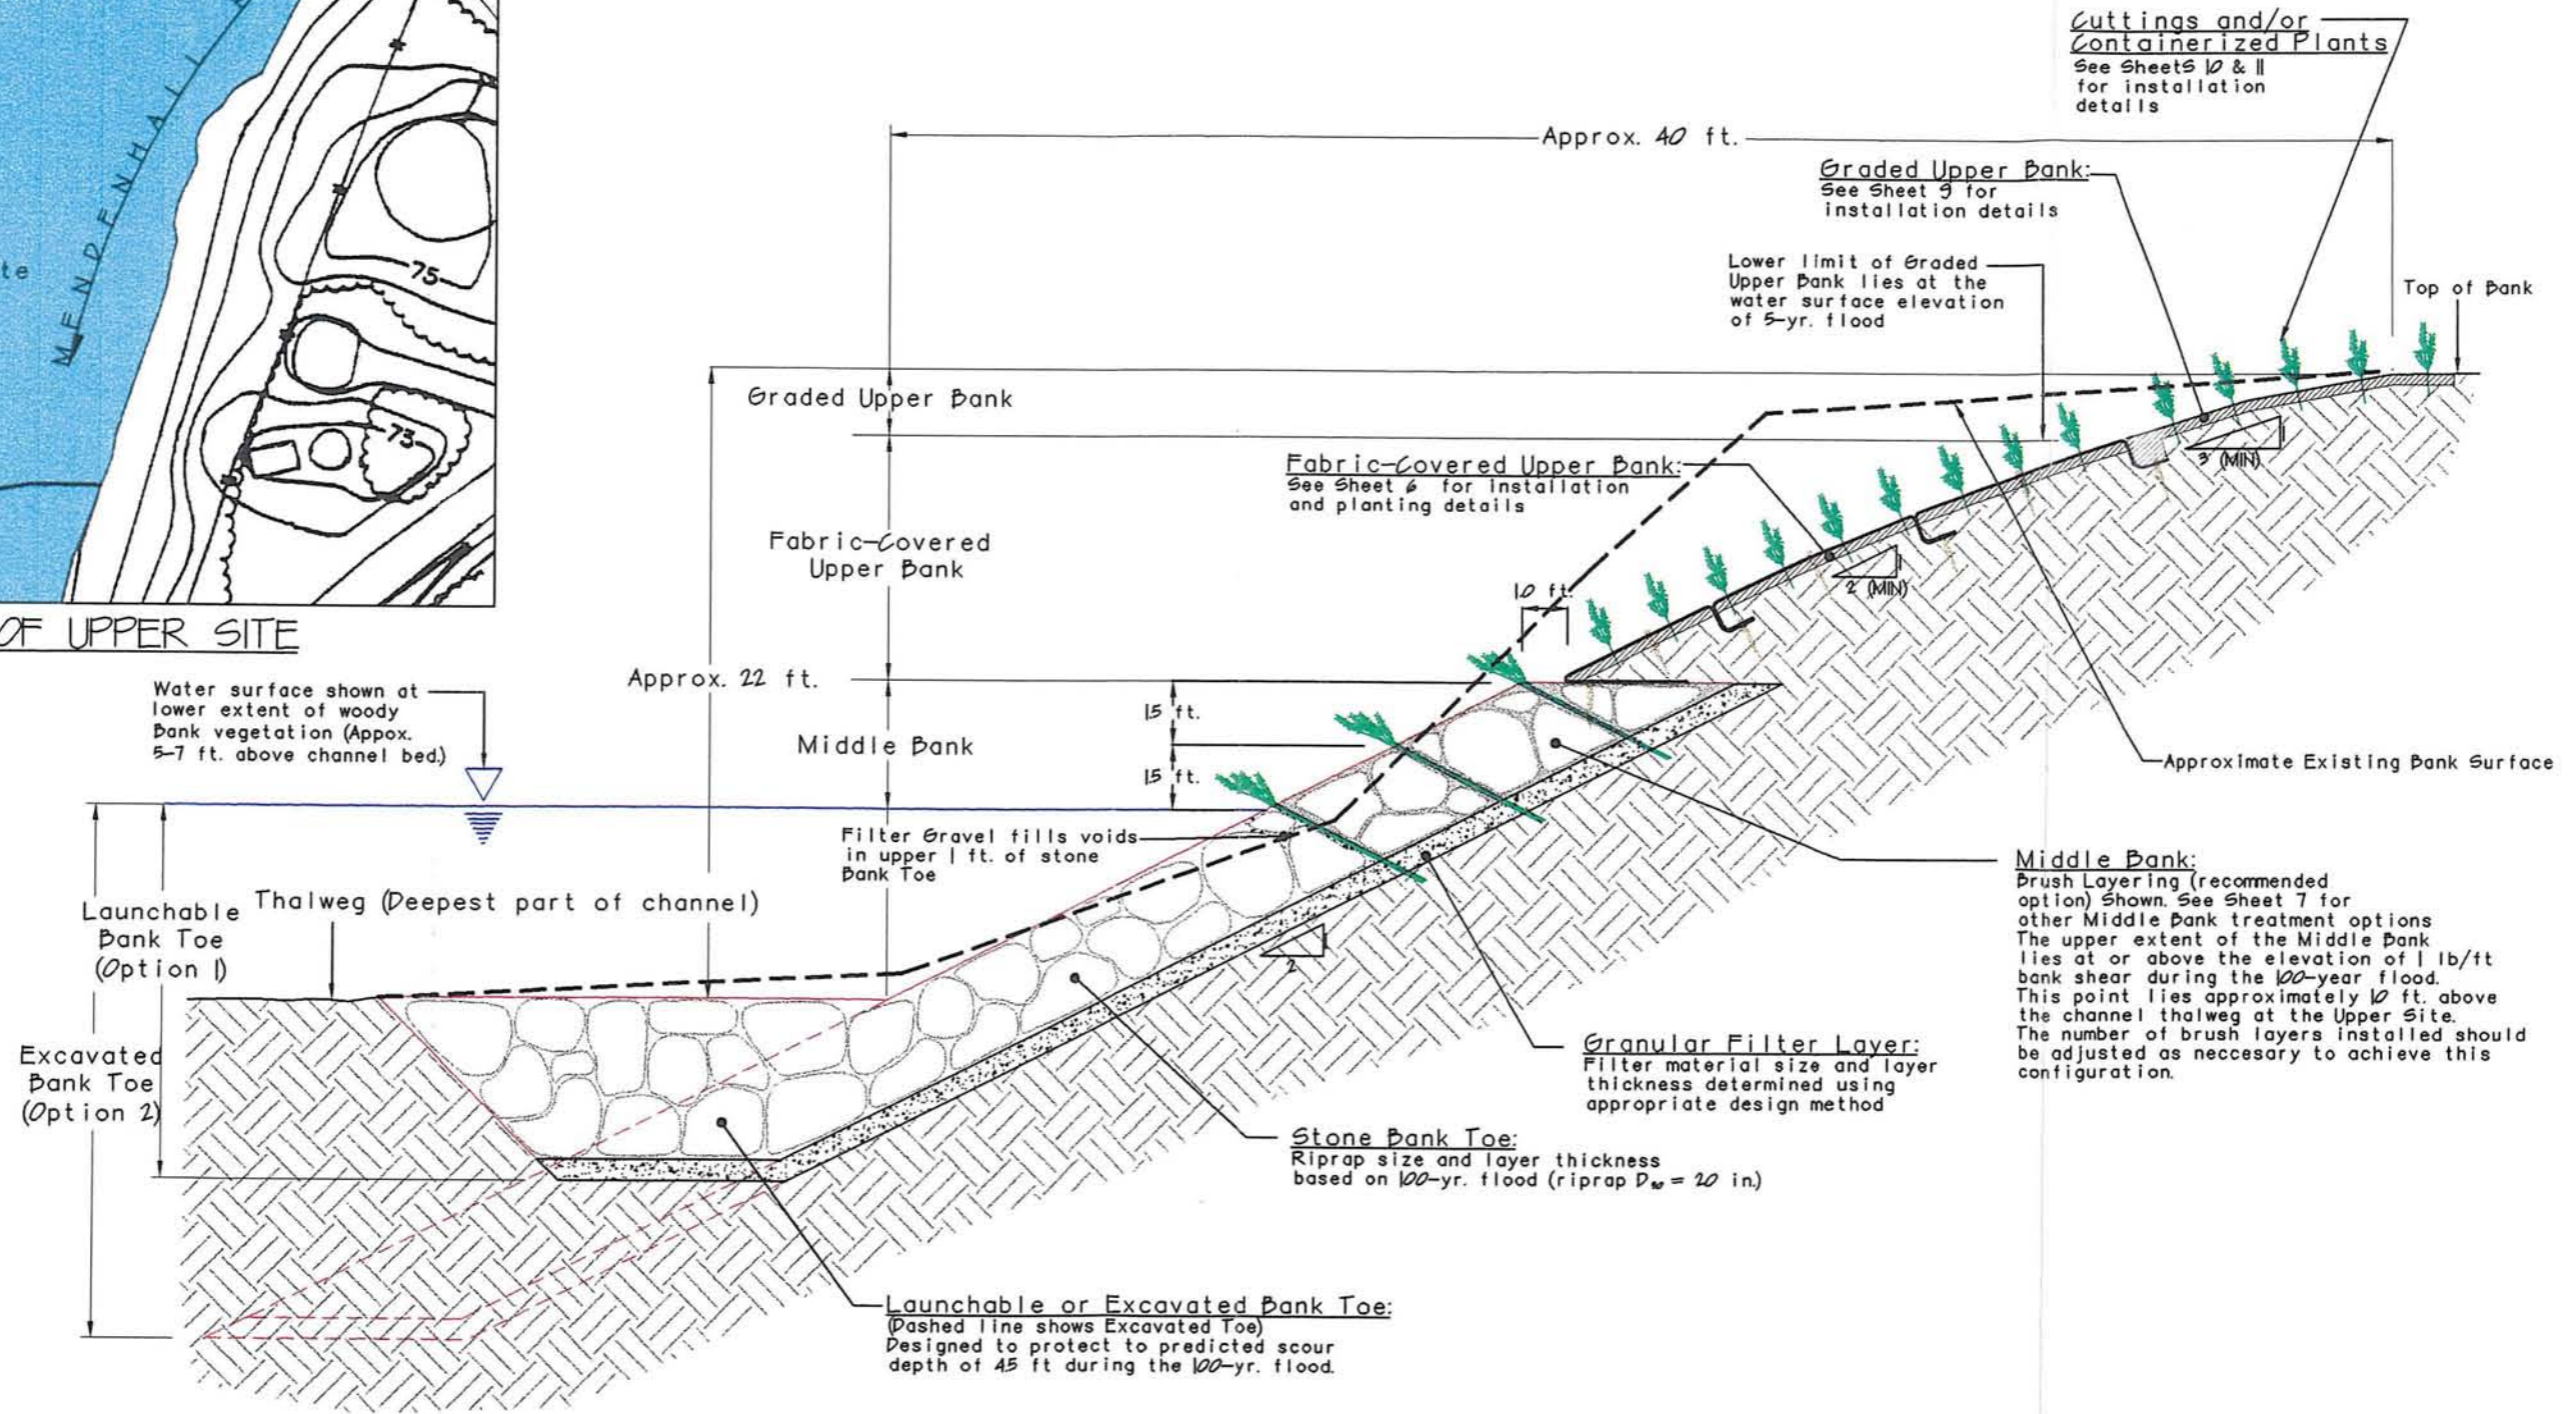 MENDENHALL
te
75
73
OF UPPER SITE
Cuttings and/or
Containerized Plants
See Sheets 10 & 11
for installation
details
Approx. 40 ft.
Graded Upper Bank:
See Sheet 9 for
installation details
Lower limit of Graded
Upper Bank lies at the
water surface elevation
of 5-yr. flood
Top of Bank
Graded Upper Bank
Fabric-Covered Upper Bank:
See Sheet 6 for installation
and planting details
1
3 (MIN)
Fabric-Covered
Upper Bank
1
2 (MIN)
10 ft.
Approx. 22 ft.
Water surface shown at
lower extent of woody
Bank vegetation (Appox.
5-7 ft. above channel bed.)
15 ft.
Middle Bank
15 ft.
Approximate Existing Bank Surface
Filter Gravel fills voids
in upper 1 ft. of stone
Bank Toe
Thalweg (Deepest part of channel)
Launchable
Bank Toe
(Option 1)
Middle Bank:
Brush Layering (recommended
option) Shown. See Sheet 7 for
other Middle Bank treatment options
The upper extent of the Middle Bank
lies at or above the elevation of 1 lb/ft
bank shear during the 100-year flood.
This point lies approximately 10 ft. above
the channel thalweg at the Upper Site.
The number of brush layers installed should
be adjusted as neccesary to achieve this
configuration.
1
2
Excavated
Bank Toe
(Option 2)
Granular Filter Layer:
Filter material size and layer
thickness determined using
appropriate design method
Stone Bank Toe:
Riprap size and layer thickness
based on 100-yr. flood (riprap D = 20 in.)
Launchable or Excavated Bank Toe:
(Dashed line shows Excavated Toe)
Designed to protect to predicted scour
depth of 45 ft during the 100-yr. flood.